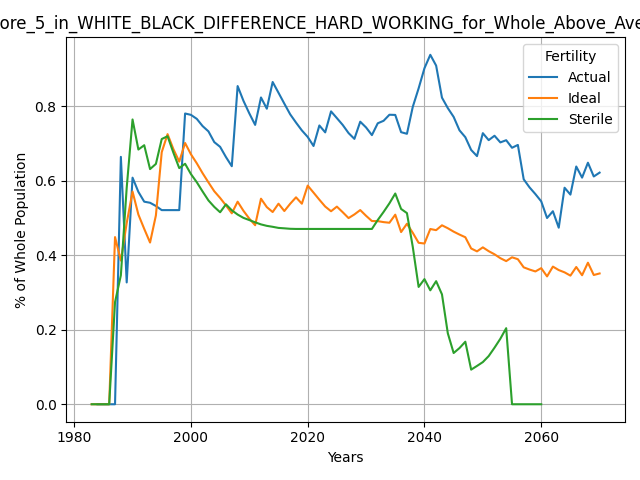 ore_5_in_WHITE_BLACK_DIFFERENCE_HARD_WORKING_for_Whole_Above_Ave
Fertility
Actual
Ideal
Sterile
% of Whole Population
0.8
0.6
0.4
0.2
0.0
1980 2000 2020 2040 2060
Years